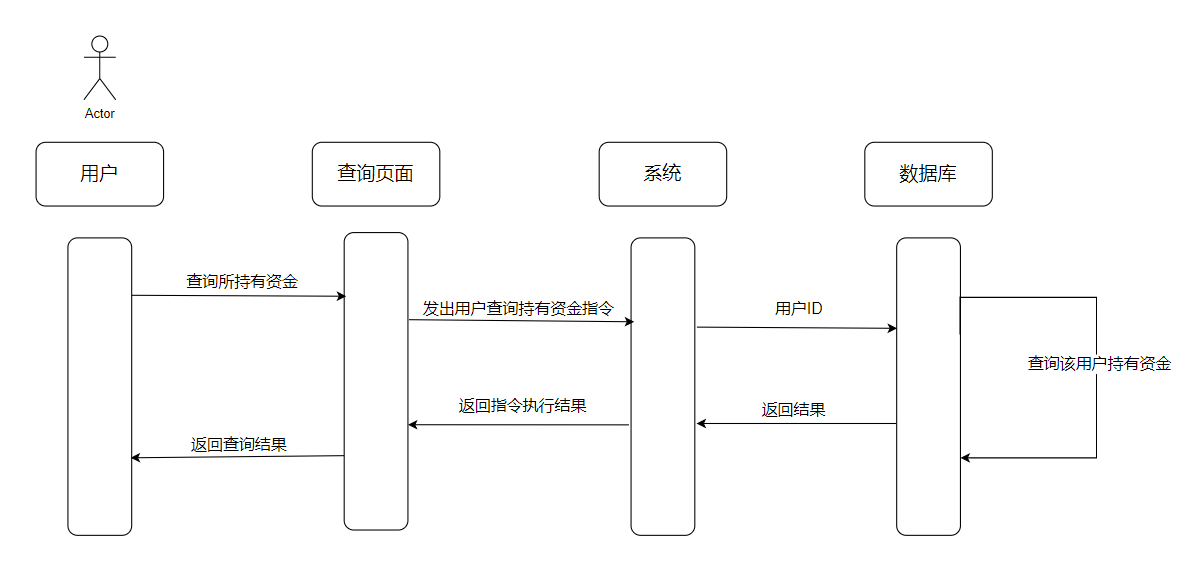 Actor
用户
查询页面
系统
数据库
查询所持有资金
发出用户查询持有资金指令
用户ID
查询该用户持有资金
返回指令执行结果
返回结果
返回查询结果